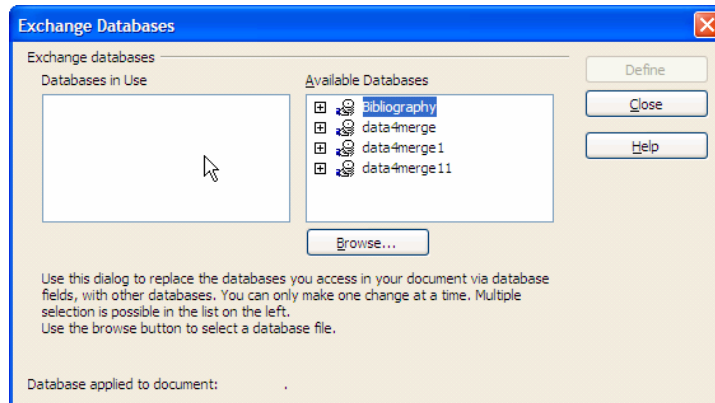 Exchange Databases
Exchange databases
Databases in Use
Available Databases
Bibliography
data4merge
data4merge1
data4merge11
Define
Close
Help
Browse...
Use this dialog to replace the databases you access in your document via database
fields, with other databases. You can only make one change at a time. Multiple
selection is possible in the list on the left.
Use the browse button to select a database file.
Database applied to document: .